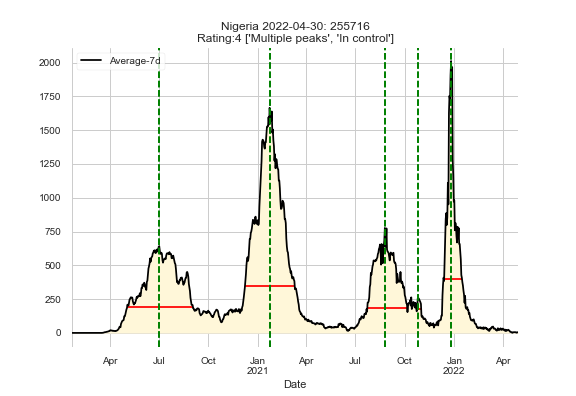 Nigeria 2022-04-30: 255716
Rating:4 ['Multiple peaks', 'In control']
Average-7d
2000
1750
1500
1250
1000
750
500
250
0
Apr
Jul
Oct
Jan
2021
Apr
Jul
Oct
Jan
2022
Apr
Date